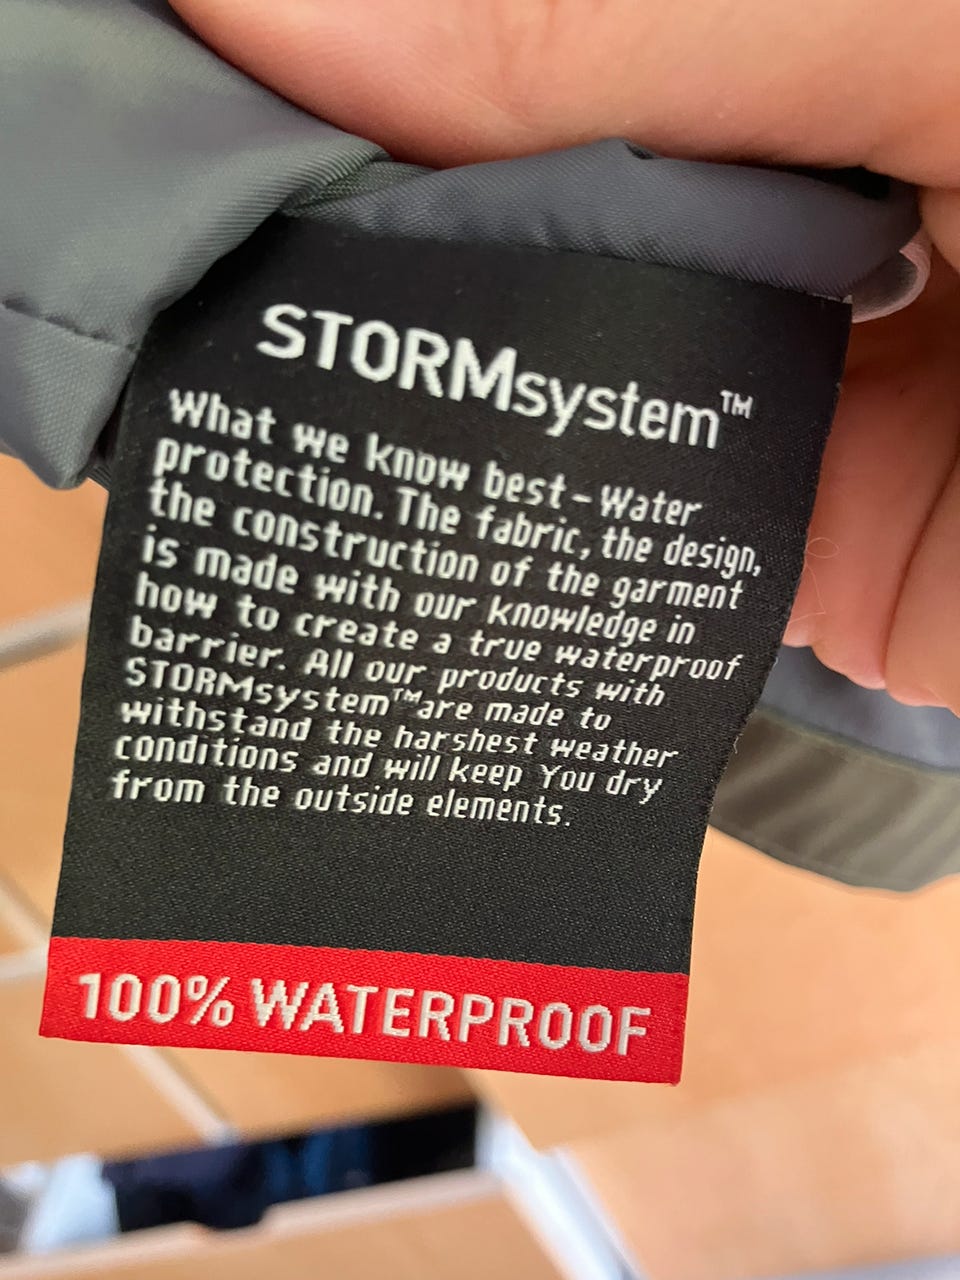 STORMsystem™
What we know best-Water
protection. The fabric, the design,
the construction of the garment
is made with our knowledge in
how to create a true waterproof
barrier. All our products with
STORMsystem™are made to
withstand the harshest weather
conditions and will keep You dry
from the outside elements.
100% WATERPROOF